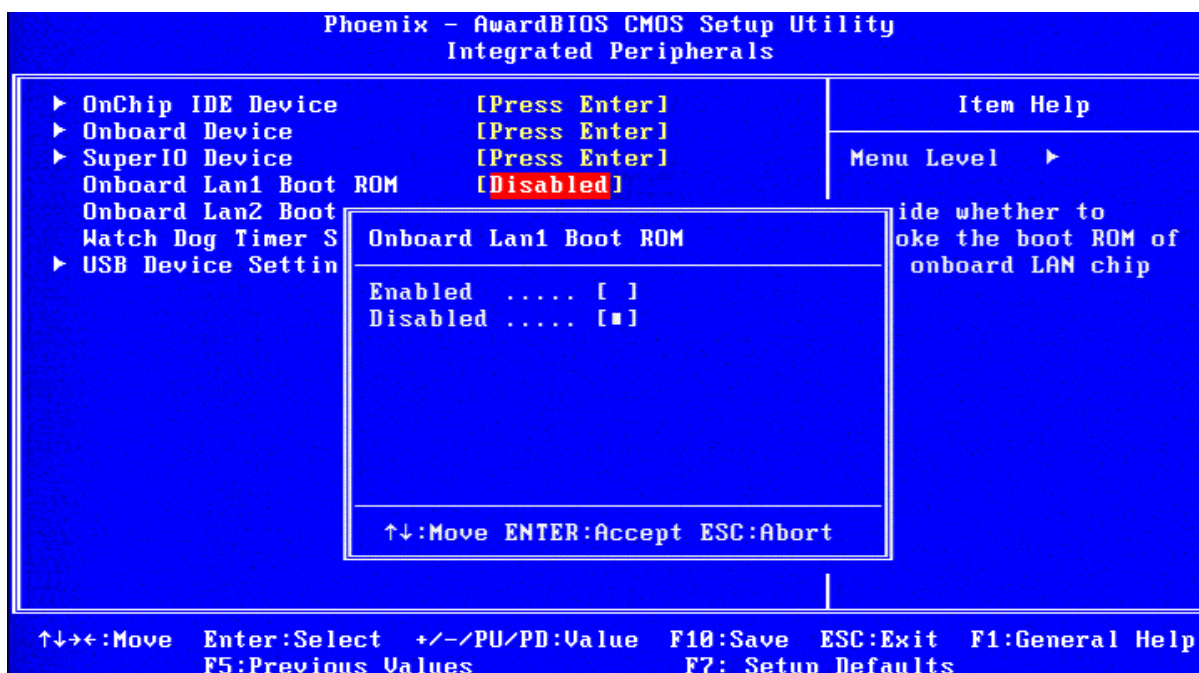 Phoenix - AwardBIOS CMOS Setup Utility
Integrated Peripherals
► OnChip IDE Device [Press Enter]
► Onboard Device [Press Enter]
► SuperIO Device [Press Enter]
Onboard Lan1 Boot ROM [Disabled]
Onboard Lan2 Boot
Watch Dog Timer S
► USB Device Settin
Item Help
Menu Level ►
ide whether to
oke the boot ROM of
onboard LAN chip
Onboard Lan1 Boot ROM
Enabled ..... [ ]
Disabled ..... [■]
↑↓:Move ENTER:Accept ESC:Abort
↑↓→←:Move Enter:Select +/-/PU/PD:Value F10:Save ESC:Exit F1:General Help
F5:Previous Values F7: Setup Defaults